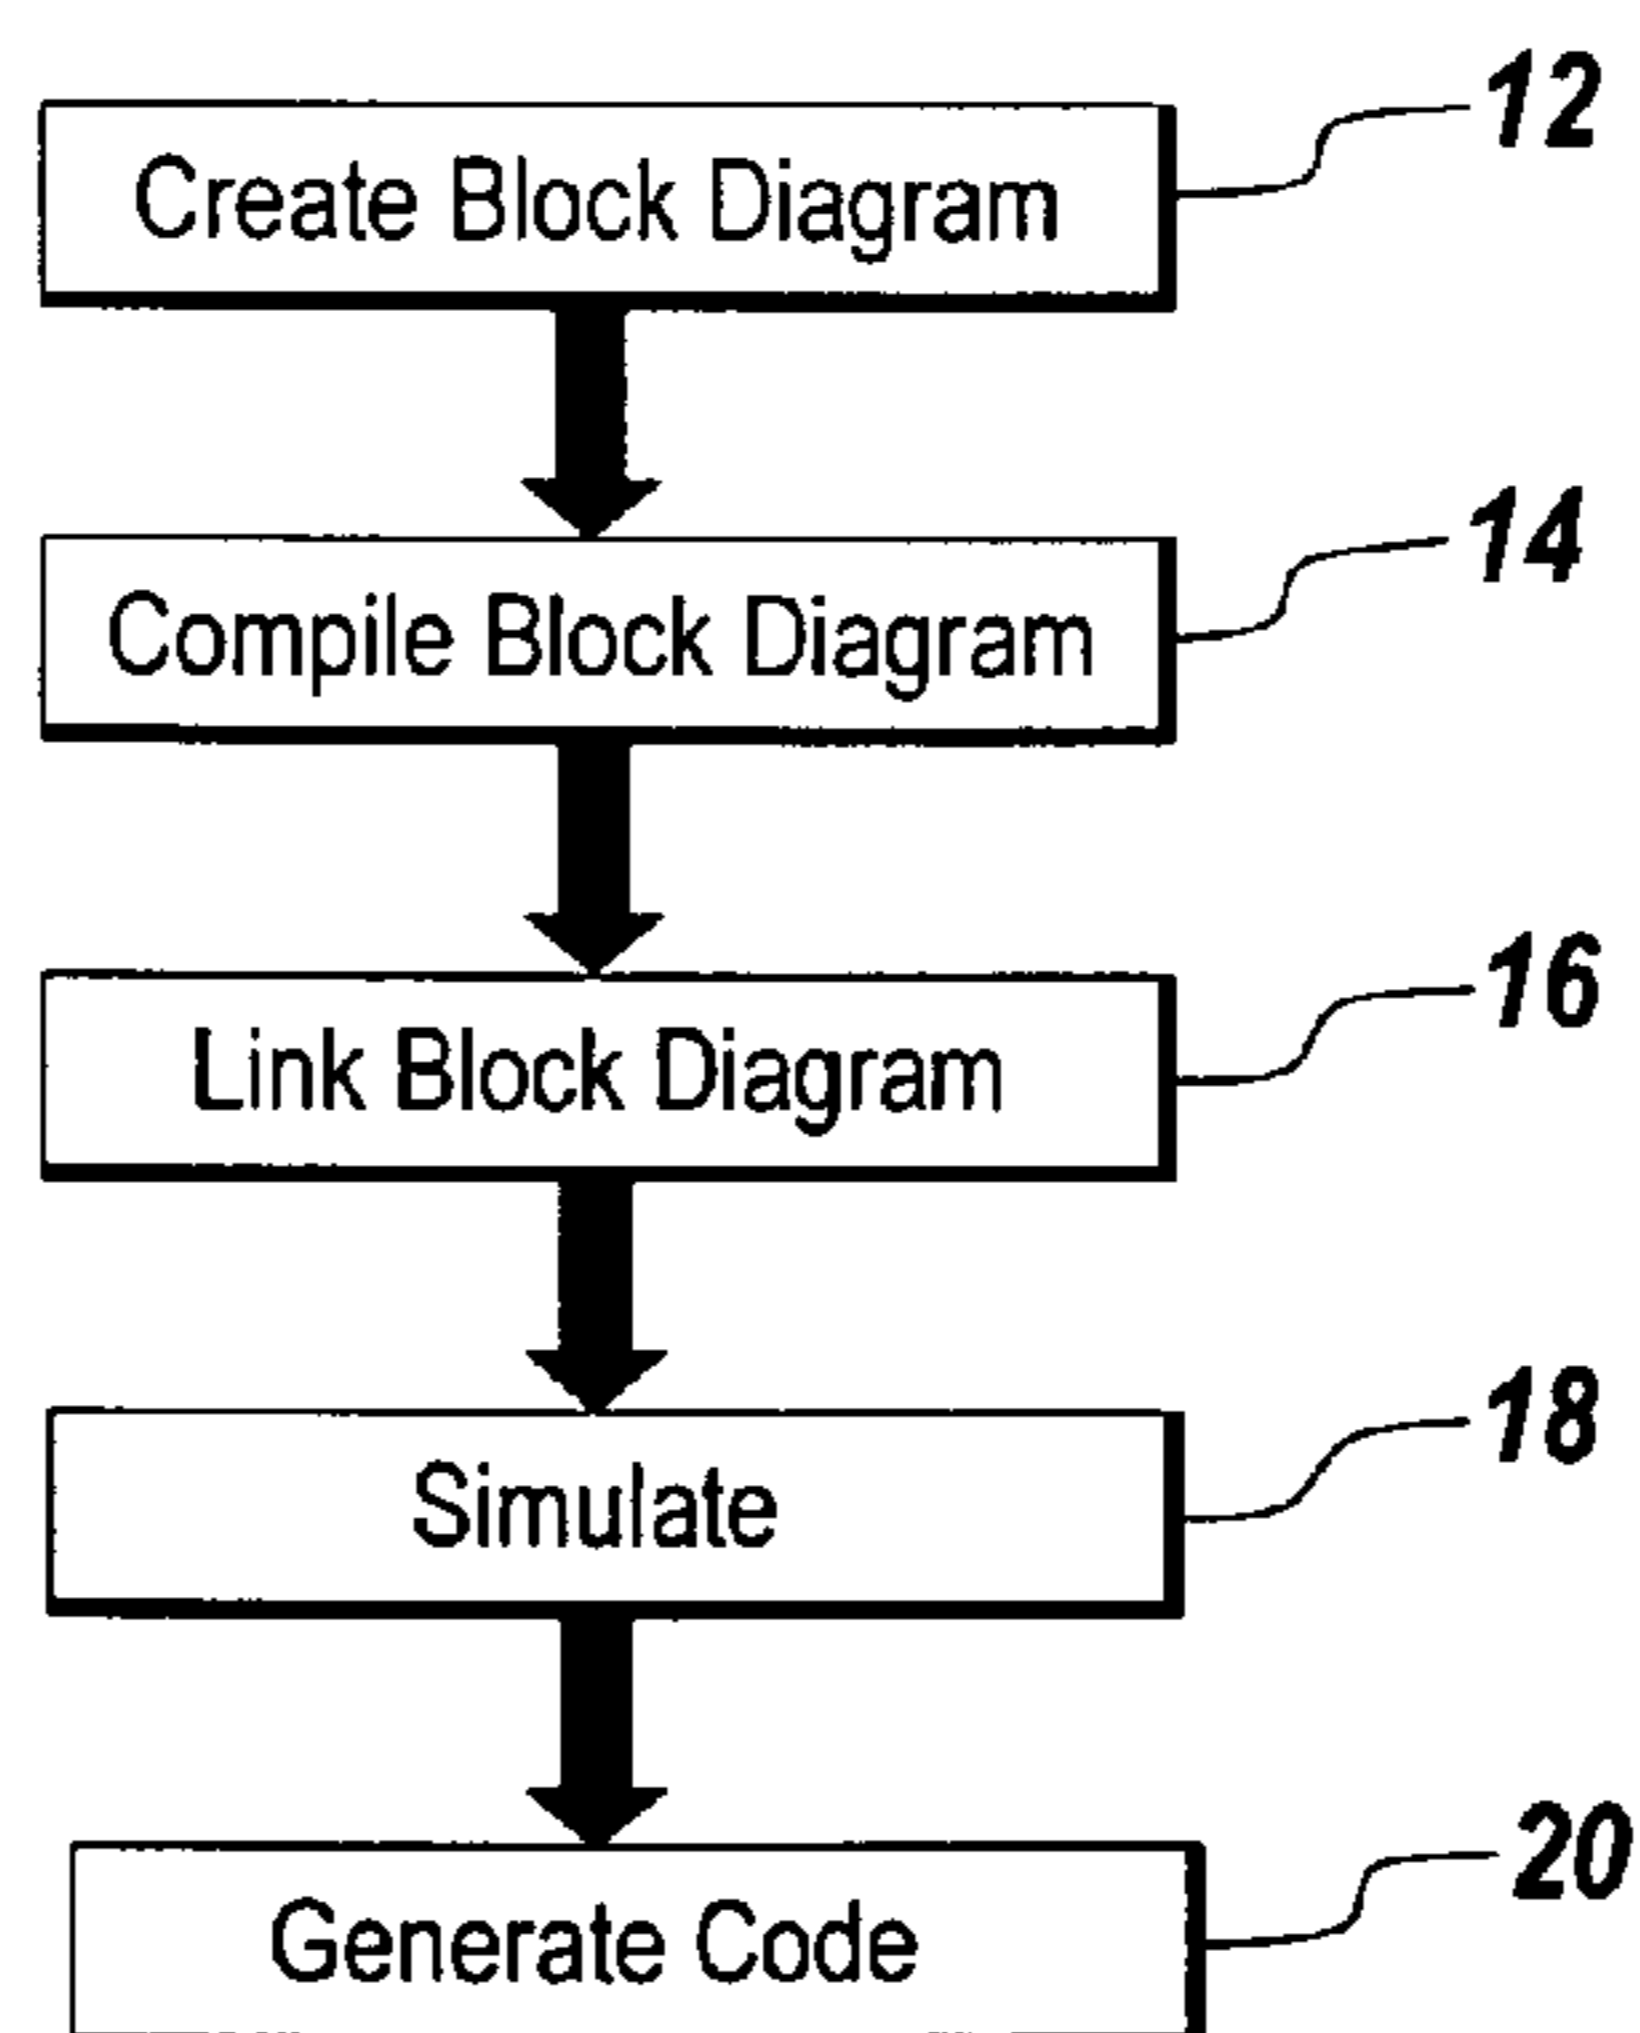 12
Create Block Diagram
14
Compile Block Diagram
16
Link Block Diagram
18
Simulate
20
Generate Code